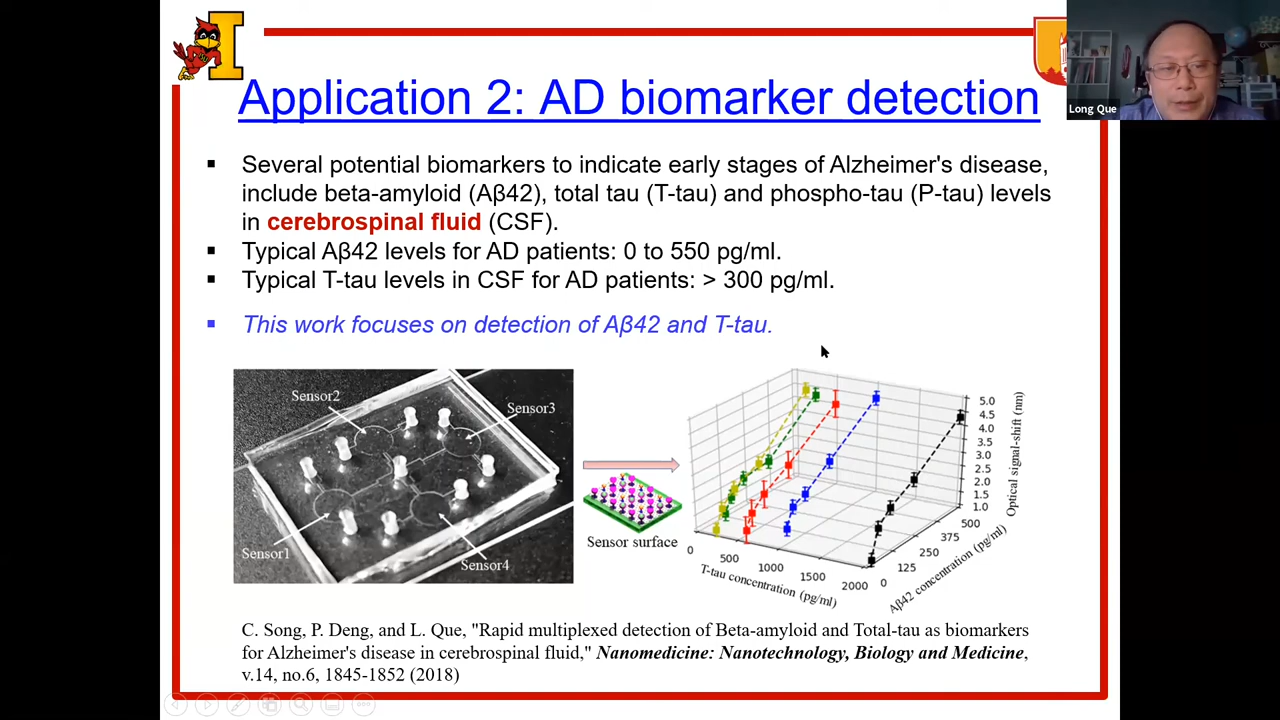 Application 2: AD biomarker detection
Long Que
▪ Several potential biomarkers to indicate early stages of Alzheimer's disease,
include beta-amyloid (Aβ42), total tau (T-tau) and phospho-tau (P-tau) levels
in cerebrospinal fluid (CSF).
▪ Typical Aβ42 levels for AD patients: 0 to 550 pg/ml.
▪ Typical T-tau levels in CSF for AD patients: > 300 pg/ml.
▪ This work focuses on detection of Aβ42 and T-tau.
Sensor2
Sensor3
Sensor1
Sensor4
Sensor surface
5.0
4.5
4.0
3.5
3.0
2.5
2.0
1.5
1.0
Optical signal-shift (nm)
0
500
1000
1500
2000
T-tau concentration (pg/ml)
0
125
250
375
500
Aβ42 concentration (pg/ml)
C. Song, P. Deng, and L. Que, "Rapid multiplexed detection of Beta-amyloid and Total-tau as biomarkers
for Alzheimer's disease in cerebrospinal fluid," Nanomedicine: Nanotechnology, Biology and Medicine,
v.14, no.6, 1845-1852 (2018)